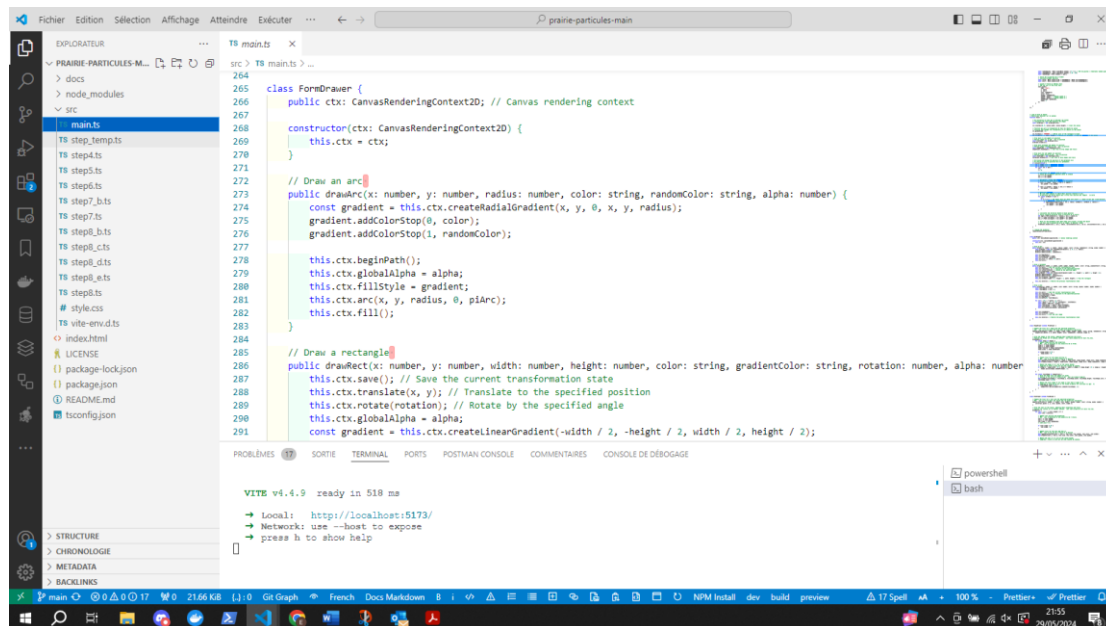 Fichier Edition Sélection Affichage Atteindre Exécuter ··· prairie-particules-main
EXPLORATEUR ···
PRAIRIE-PARTICULES-M...
docs
node_modules
src
TS main.ts
TS step_temp.ts
TS step4.ts
TS step5.ts
TS step6.ts
TS step7_b.ts
TS step7.ts
TS step8_b.ts
TS step8_c.ts
TS step8_d.ts
TS step8_e.ts
TS step8.ts
# style.css
TS vite-env.d.ts
index.html
LICENSE
{} package-lock.json
{} package.json
README.md
tsconfig.json
STRUCTURE
CHRONOLOGIE
METADATA
BACKLINKS
TS main.ts
src > TS main.ts > ...
264
265 class FormDrawer {
266 public ctx: CanvasRenderingContext2D; // Canvas rendering context
267
268 constructor(ctx: CanvasRenderingContext2D) {
269 this.ctx = ctx;
270 }
271
272 // Draw an arc
273 public drawArc(x: number, y: number, radius: number, color: string, randomColor: string, alpha: number) {
274 const gradient = this.ctx.createRadialGradient(x, y, 0, x, y, radius);
275 gradient.addColorStop(0, color);
276 gradient.addColorStop(1, randomColor);
277
278 this.ctx.beginPath();
279 this.ctx.globalAlpha = alpha;
280 this.ctx.fillStyle = gradient;
281 this.ctx.arc(x, y, radius, 0, piArc);
282 this.ctx.fill();
283 }
284
285 // Draw a rectangle
286 public drawRect(x: number, y: number, width: number, height: number, color: string, gradientColor: string, rotation: number, alpha: number
287 this.ctx.save(); // Save the current transformation state
288 this.ctx.translate(x, y); // Translate to the specified position
289 this.ctx.rotate(rotation); // Rotate by the specified angle
290 this.ctx.globalAlpha = alpha;
291 const gradient = this.ctx.createLinearGradient(-width / 2, -height / 2, width / 2, height / 2);
PROBLÈMES 17 SORTIE TERMINAL PORTS POSTMAN CONSOLE COMMENTAIRES CONSOLE DE DÉBOGAGE
VITE v4.4.9 ready in 518 ms
➜ Local: http://localhost:5173/
➜ Network: use --host to expose
➜ press h to show help
powershell
bash
main 0 0 17 0 21.66 KiB {..} : 0 Git Graph French Docs Markdown B i NPM Install dev build preview 17 Spell AA + 100 % - Prettier+ Prettier
21:55
29/05/2024